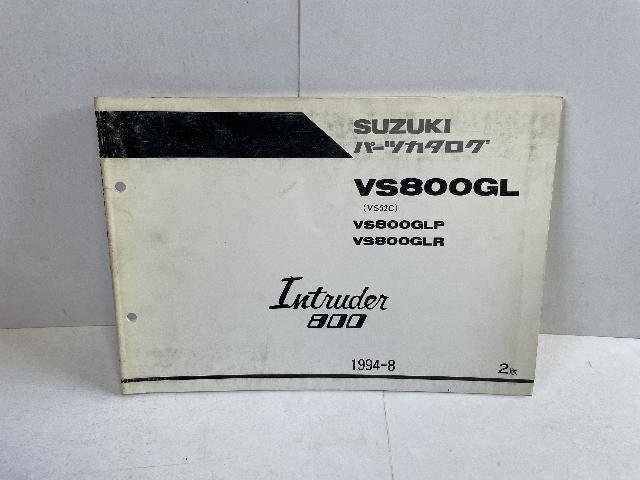 SUZUKI
パーツカタログ
VS800GL
(VS52C)
VS800GLP
VS800GLR
Intruder
800
1994-8
2版